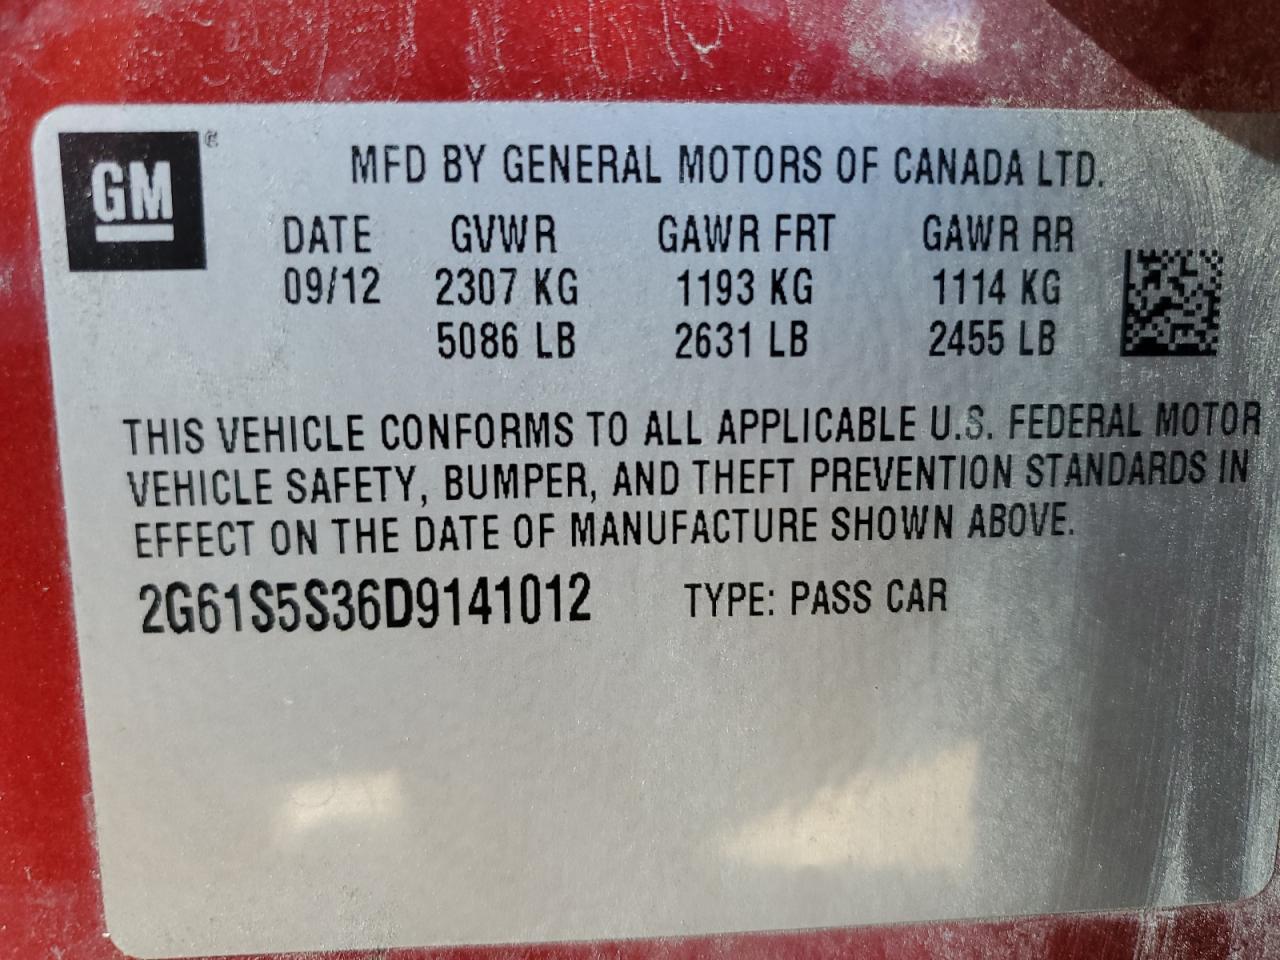 GM®
MFD BY GENERAL MOTORS OF CANADA LTD.
DATE GVWR GAWR FRT GAWR RR
09/12 2307 KG 1193 KG 1114 KG
5086 LB 2631 LB 2455 LB
THIS VEHICLE CONFORMS TO ALL APPLICABLE U.S. FEDERAL MOTOR
VEHICLE SAFETY, BUMPER, AND THEFT PREVENTION STANDARDS IN
EFFECT ON THE DATE OF MANUFACTURE SHOWN ABOVE.
2G61S5S36D9141012 TYPE: PASS CAR